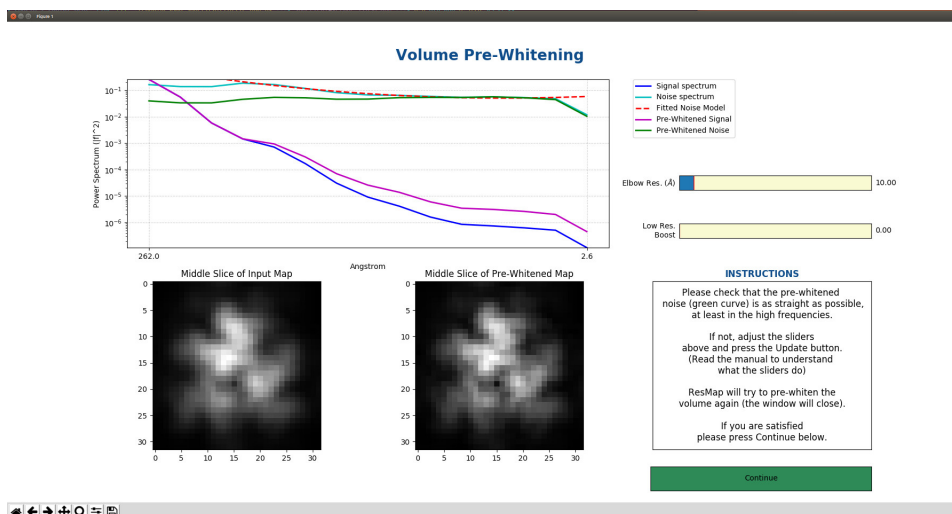 Figure 1
Volume Pre-Whitening
Power Spectrum (|f|^2)
10⁻¹
10⁻²
10⁻³
10⁻⁴
10⁻⁵
10⁻⁶
262.0
2.6
Angstrom
Signal spectrum
Noise spectrum
Fitted Noise Model
Pre-Whitened Signal
Pre-Whitened Noise
Elbow Res. (Å)
10.00
Low Res.
Boost
0.00
Middle Slice of Input Map
0
5
10
15
20
25
30
0 5 10 15 20 25 30
Middle Slice of Pre-Whitened Map
0
5
10
15
20
25
30
0 5 10 15 20 25 30
INSTRUCTIONS
Please check that the pre-whitened
noise (green curve) is as straight as possible,
at least in the high frequencies.
If not, adjust the sliders
above and press the Update button.
(Read the manual to understand
what the sliders do)
ResMap will try to pre-whiten the
volume again (the window will close).
If you are satisfied
please press Continue below.
Continue